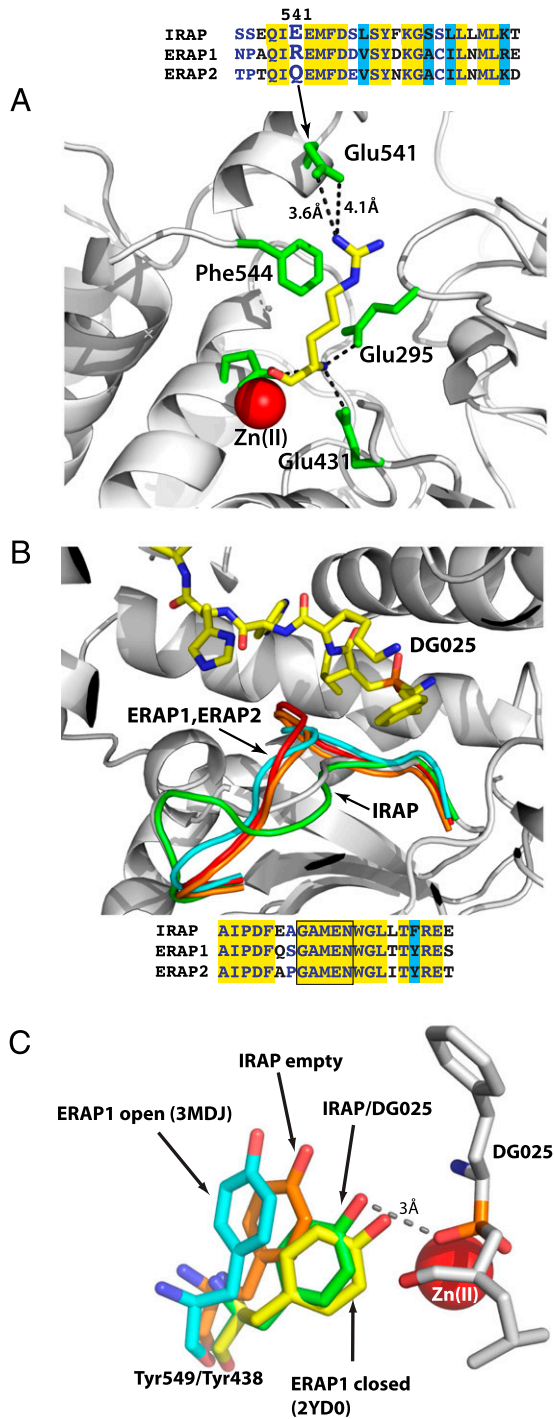 541
IRAP SSEQIEEMFDSLSYFKGSSLLLMLKT
ERAP1 NPAQIREMFDDVSYDKGACILNMLRE
ERAP2 TPTQIQEMFDEVSYNKGACILNMLKD
A
Glu541
3.6Å 4.1Å
Phe544
Glu295
Zn(II)
Glu431
B
DG025
ERAP1,ERAP2
IRAP
IRAP AIPDFEAGAMENWGLLTFREE
ERAP1 AIPDFQSGAMENWGLTTYRES
ERAP2 AIPDFAPGAMENWGLITYRET
C
IRAP empty
ERAP1 open (3MDJ)
IRAP/DG025
DG025
3Å
Zn(II)
Tyr549/Tyr438
ERAP1 closed
(2YD0)